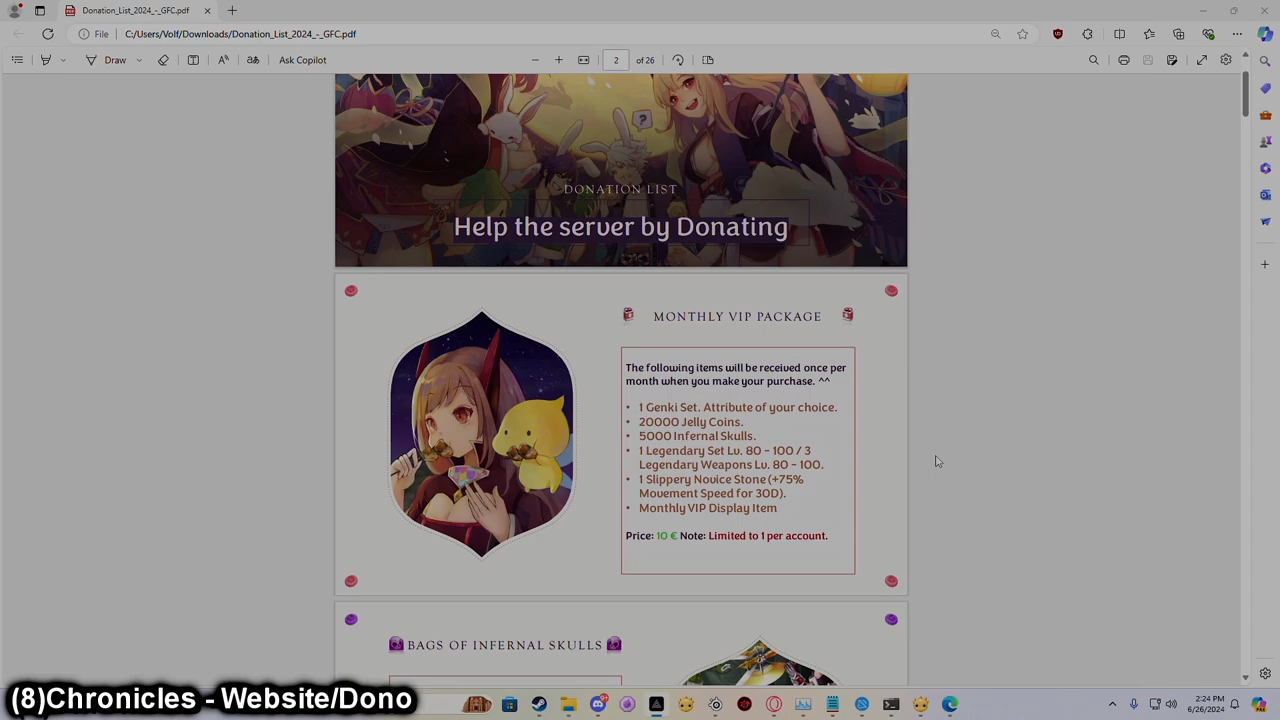 Donation_List_2024_-_GFC.pdf
File
C:/Users/Volf/Downloads/Donation_List_2024_-_GFC.pdf
Draw
Ask Copilot
2
of 26
?
DONATION LIST
Help the server by Donating
MONTHLY VIP PACKAGE
The following items will be received once per
month when you make your purchase. ^^
• 1 Genki Set. Attribute of your choice.
• 20000 Jelly Coins.
• 5000 Infernal Skulls.
• 1 Legendary Set Lv. 80 - 100 / 3
Legendary Weapons Lv. 80 - 100.
• 1 Slippery Novice Stone (+75%
Movement Speed for 30D).
• Monthly VIP Display Item
Price: 10 € Note: Limited to 1 per account.
BAGS OF INFERNAL SKULLS
(8)Chronicles - Website/Dono
2:24 PM
6/26/2024